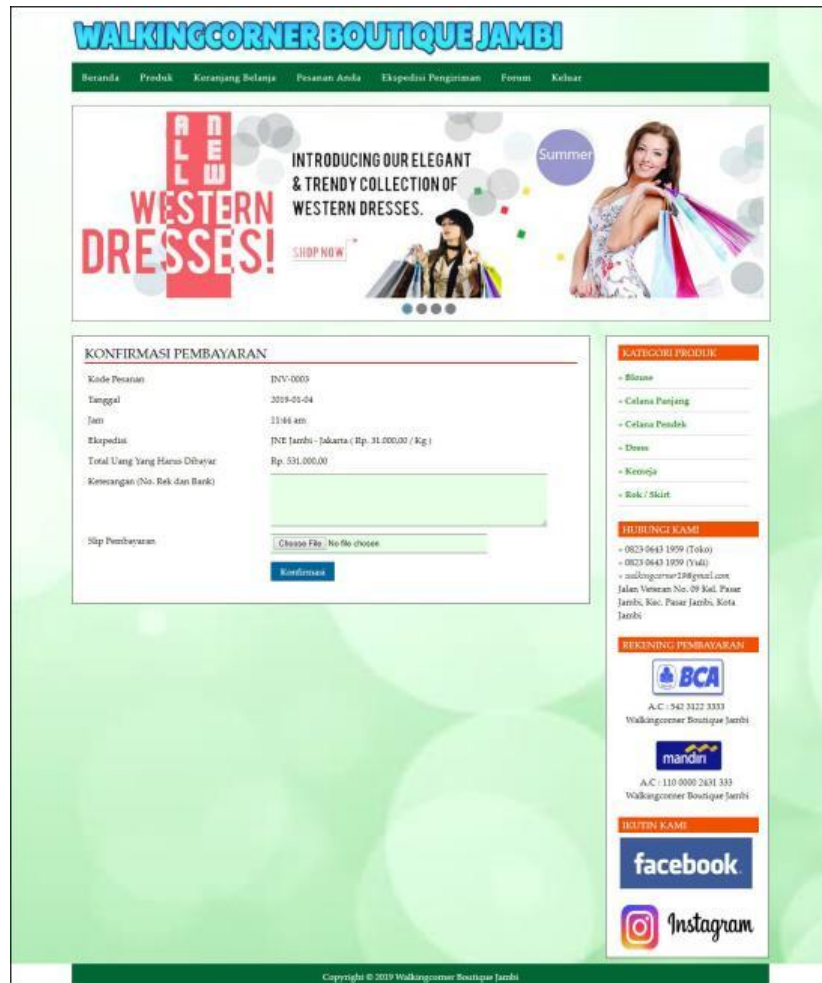 WALKINGCORNER BOUTIQUE JAMBI
Beranda Produk Keranjang Belanja Pesanan Anda Ekspedisi Pengiriman Forum Keluar
ALL NEW
WESTERN
DRESSES!
INTRODUCING OUR ELEGANT
& TRENDY COLLECTION OF
WESTERN DRESSES.
SHOP NOW
Summer
KONFIRMASI PEMBAYARAN
Kode Pesanan INV-0003
Tanggal 2019-01-04
Jam 11:46 am
Ekspedisi JNE Jambi - Jakarta ( Rp. 31.000,00 / Kg )
Total Uang Yang Harus Dibayar Rp. 531.000,00
Keterangan (No. Rek dan Bank)
Slip Pembayaran Choose File No file chosen
Konfirmasi
KATEGORI PRODUK
» Blouse
» Celana Panjang
» Celana Pendek
» Dress
» Kemeja
» Rok / Skirt
HUBUNGI KAMI
» 0823 0643 1959 (Toko)
» 0823 0643 1959 (Yuli)
» walkingcorner19@gmail.com
Jalan Veteran No. 09 Kel. Pasar
Jambi, Kec. Pasar Jambi, Kota
Jambi
REKENING PEMBAYARAN
BCA
A.C : 542 3122 3333
Walkingcorner Boutique Jambi
mandiri
A.C : 110 0000 2431 333
Walkingcorner Boutique Jambi
IKUTIN KAMI
facebook
Instagram
Copyright © 2019 Walkingcorner Boutique Jambi